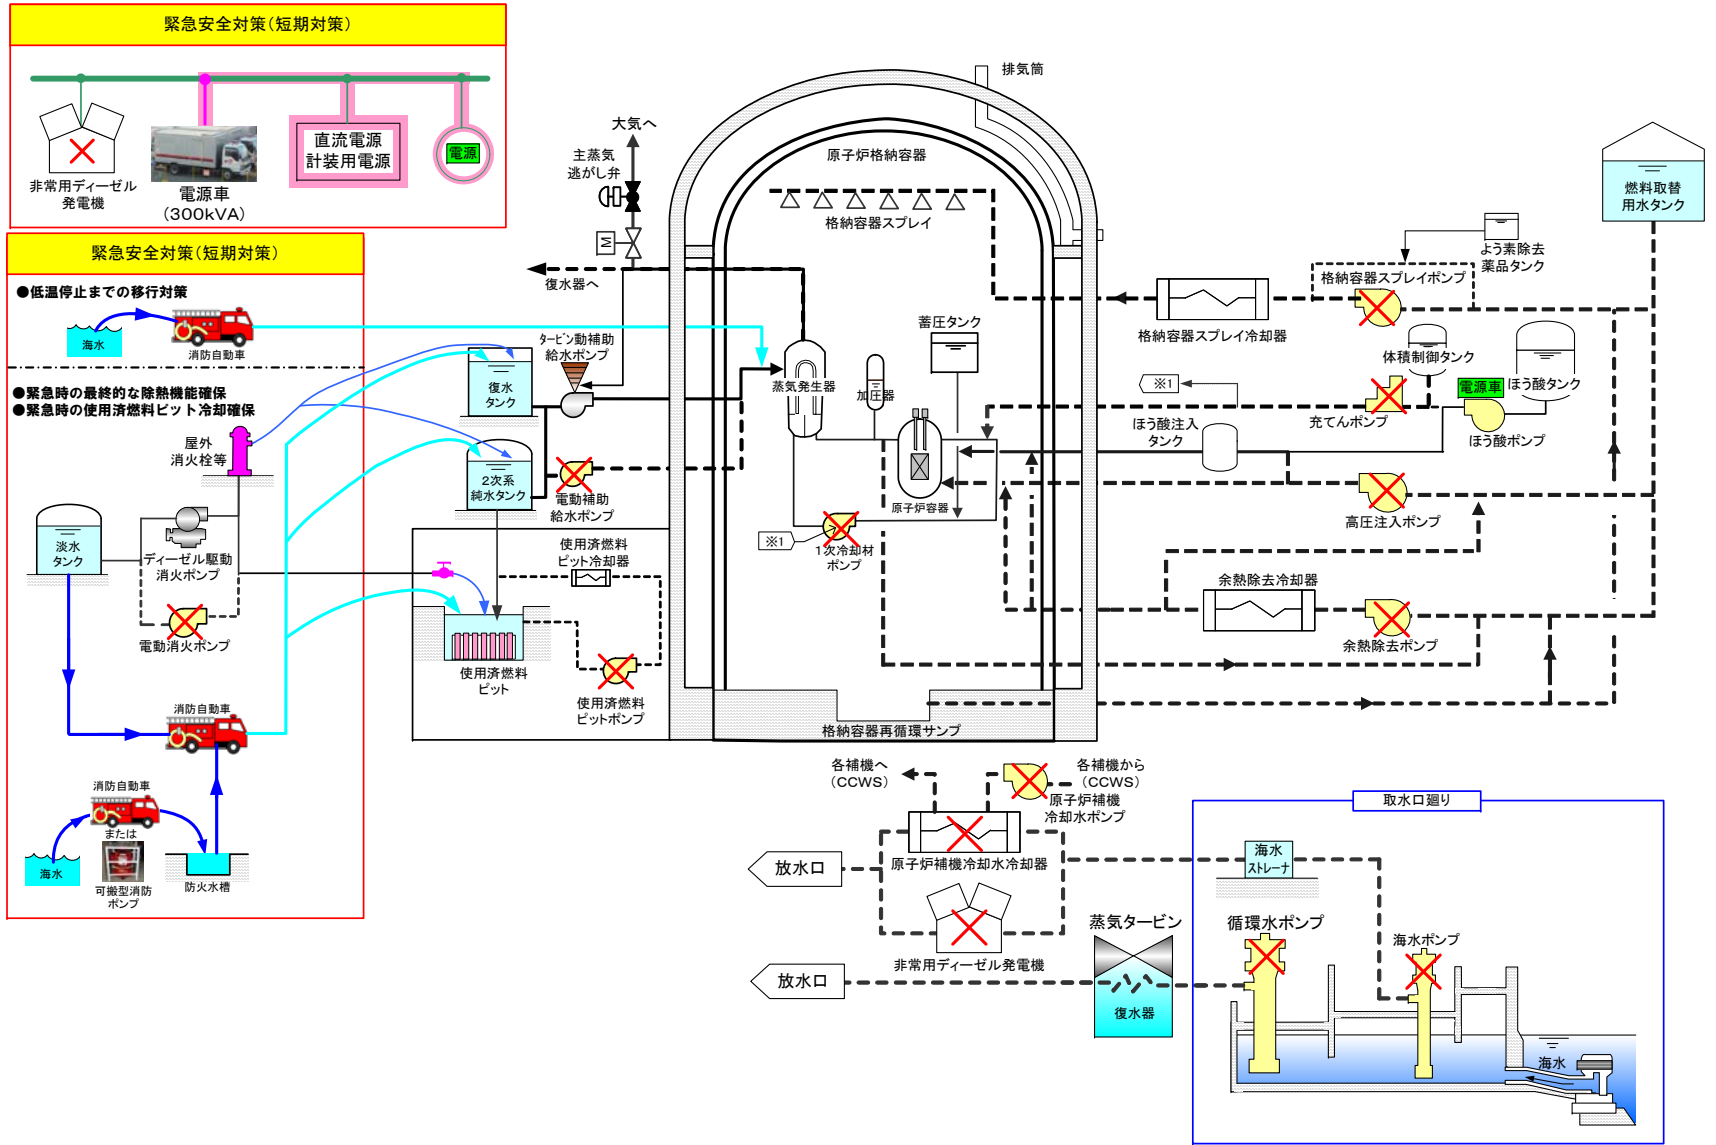 緊急安全対策(短期対策)
非常用ディーゼル
発電機
電源車
(300kVA)
直流電源
計装用電源
電源
緊急安全対策(短期対策)
●低温停止までの移行対策
海水
消防自動車
●緊急時の最終的な除熱機能確保
●緊急時の使用済燃料ピット冷却確保
屋外
消火栓等
淡水
タンク
ディーゼル駆動
消火ポンプ
電動消火ポンプ
消防自動車
消防自動車
または
海水
可搬型消防
ポンプ
防火水槽
大気へ
主蒸気
逃がし弁
M
復水器へ
タービン動補助
給水ポンプ
復水
タンク
2次系
純水タンク
電動補助
給水ポンプ
使用済燃料
ピット冷却器
使用済燃料
ピット
使用済燃料
ピットポンプ
排気筒
原子炉格納容器
格納容器スプレイ
蓄圧タンク
蒸気発生器
加圧器
原子炉容器
※1
1次冷却材
ポンプ
格納容器再循環サンプ
燃料取替
用水タンク
よう素除去
薬品タンク
格納容器スプレイポンプ
格納容器スプレイ冷却器
体積制御タンク
※1
電源車
ほう酸タンク
充てんポンプ
ほう酸ポンプ
ほう酸注入
タンク
高圧注入ポンプ
余熱除去冷却器
余熱除去ポンプ
各補機へ
(CCWS)
各補機から
(CCWS)
原子炉補機
冷却水ポンプ
原子炉補機冷却水冷却器
放水口
非常用ディーゼル発電機
放水口
蒸気タービン
復水器
取水口廻り
海水
ストレーナ
循環水ポンプ
海水ポンプ
海水